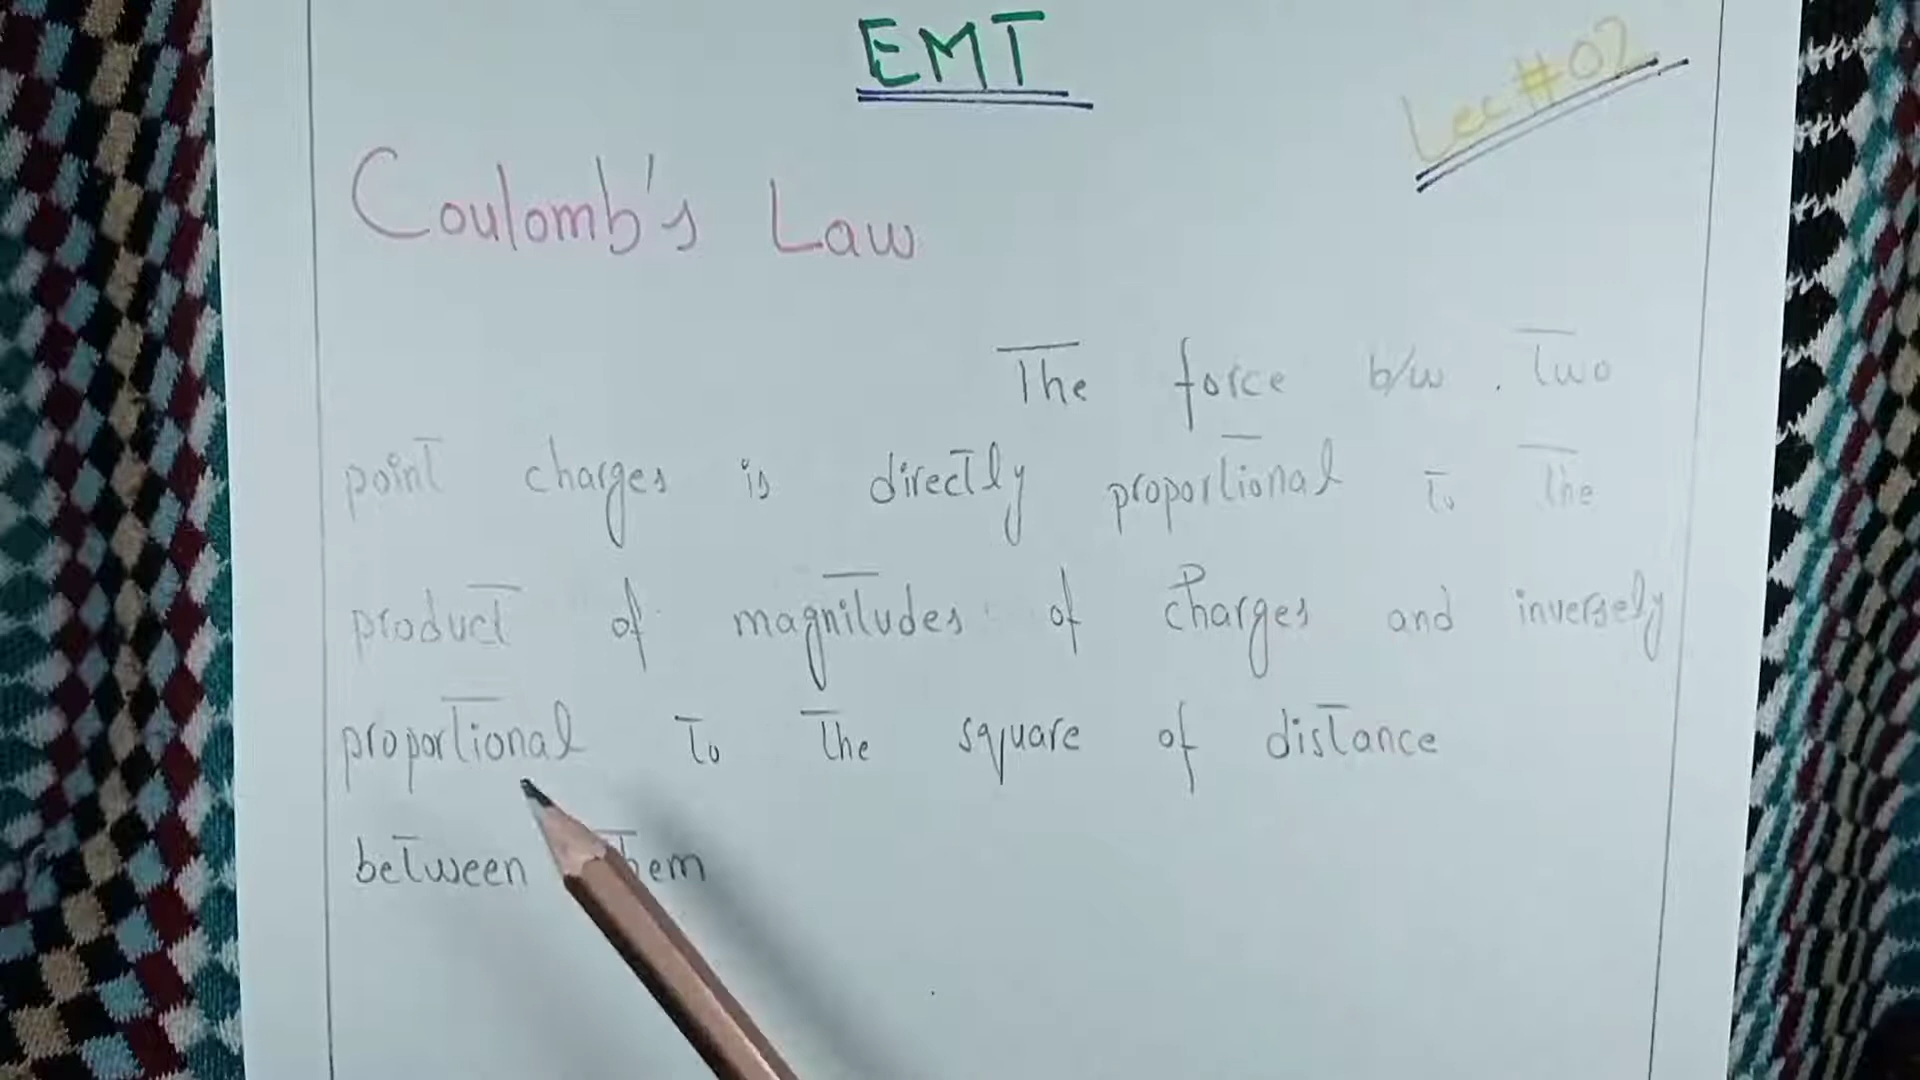 EMT
Lec#02
Coulomb's Law
The force b/w . Two
point charges is directly proportional to the
product of magnitudes of charges and inversely
proportional to the square of distance
between them